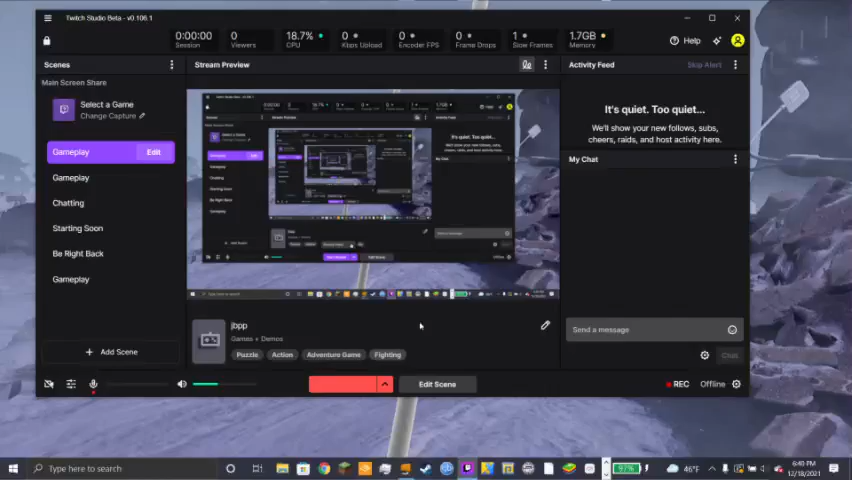 Twitch Studio Beta - v0.106.1
0:00:00
Session
0
Viewers
18.7%
CPU
0
Kbps Upload
0
Encoder FPS
0
Frame Drops
1
Slow Frames
1.7GB
Memory
Help
Scenes
Stream Preview
Activity Feed
Skip Alert
Main Screen Share
Select a Game
Change Capture
Gameplay
Edit
Gameplay
Chatting
Starting Soon
Be Right Back
Gameplay
Add Scene
It's quiet. Too quiet...
We'll show your new follows, subs,
cheers, raids, and host activity here.
My Chat
Send a message
Chat
jbpp
Games + Demos
Puzzle
Action
Adventure Game
Fighting
Edit Scene
REC
Offline
Type here to search
97%
46°F
6:40 PM
12/18/2021